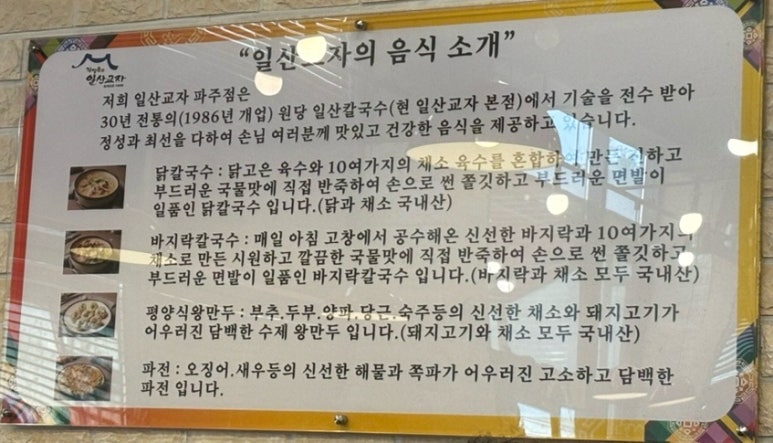 일산교자
"일산교자의 음식 소개"
저희 일산교자 파주점은
30년 전통의(1986년 개업) 원당 일산칼국수(현 일산교자 본점)에서 기술을 전수 받아
정성과 최선을 다하여 손님 여러분께 맛있고 건강한 음식을 제공하고 있습니다.
닭칼국수 : 닭고은 육수와 10여가지의 채소 육수를 혼합하여 만든 진하고
부드러운 국물맛에 직접 반죽하여 손으로 썬 쫄깃하고 부드러운 면발이
일품인 닭칼국수 입니다.(닭과 채소 국내산)
바지락칼국수 : 매일 아침 고창에서 공수해온 신선한 바지락과 10여가지의
채소로 만든 시원하고 깔끔한 국물맛에 직접 반죽하여 손으로 썬 쫄깃하고
부드러운 면발이 일품인 바지락칼국수 입니다.(바지락과 채소 모두 국내산)
평양식왕만두 : 부추.두부.양파.당근.숙주등의 신선한 채소와 돼지고기가
어우러진 담백한 수제 왕만두 입니다.(돼지고기와 채소 모두 국내산)
파전 : 오징어.새우등의 신선한 해물과 쪽파가 어우러진 고소하고 담백한
파전 입니다.